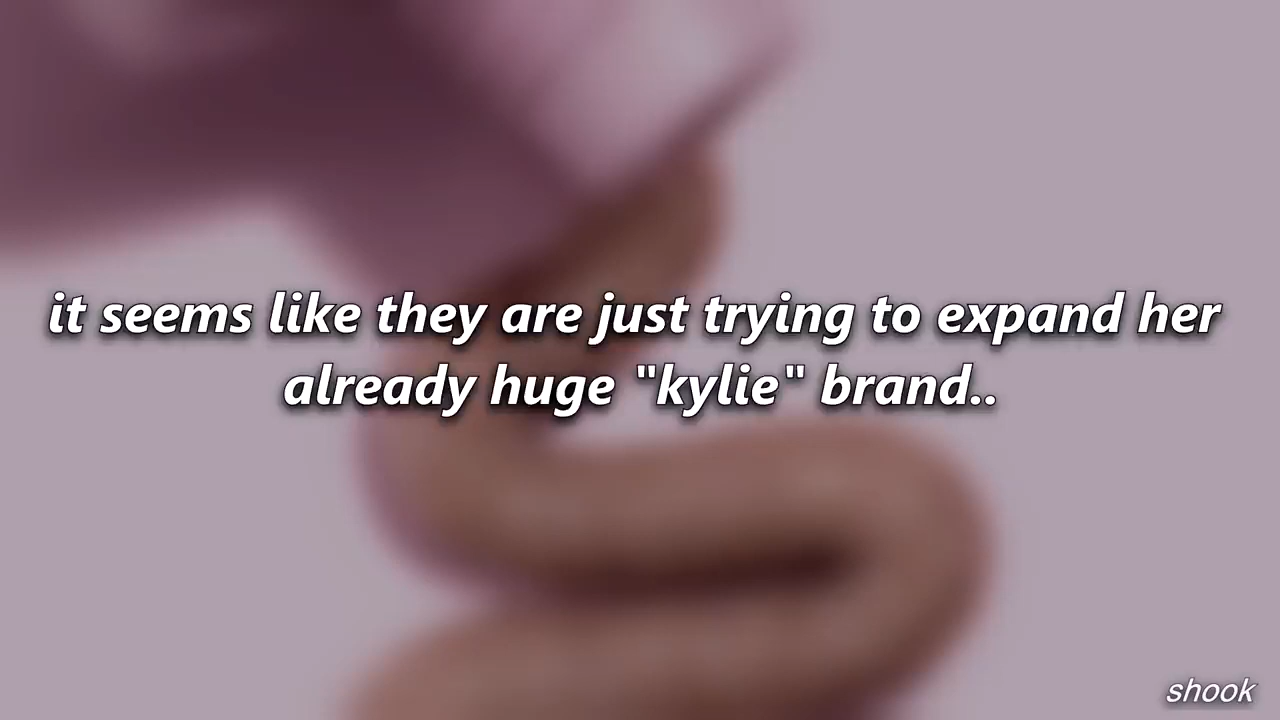 it seems like they are just trying to expand her
already huge "kylie" brand..
shook